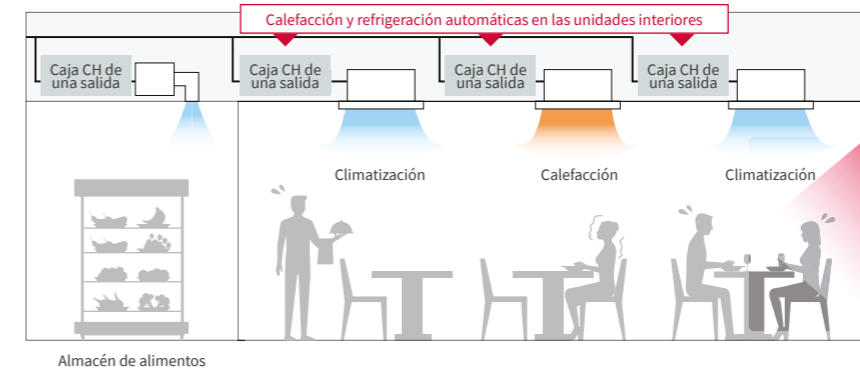 Calefacción y refrigeración automáticas en las unidades interiores
Caja CH de
una salida
Caja CH de
una salida
Caja CH de
una salida
Caja CH de
una salida
Climatización
Calefacción
Climatización
Almacén de alimentos